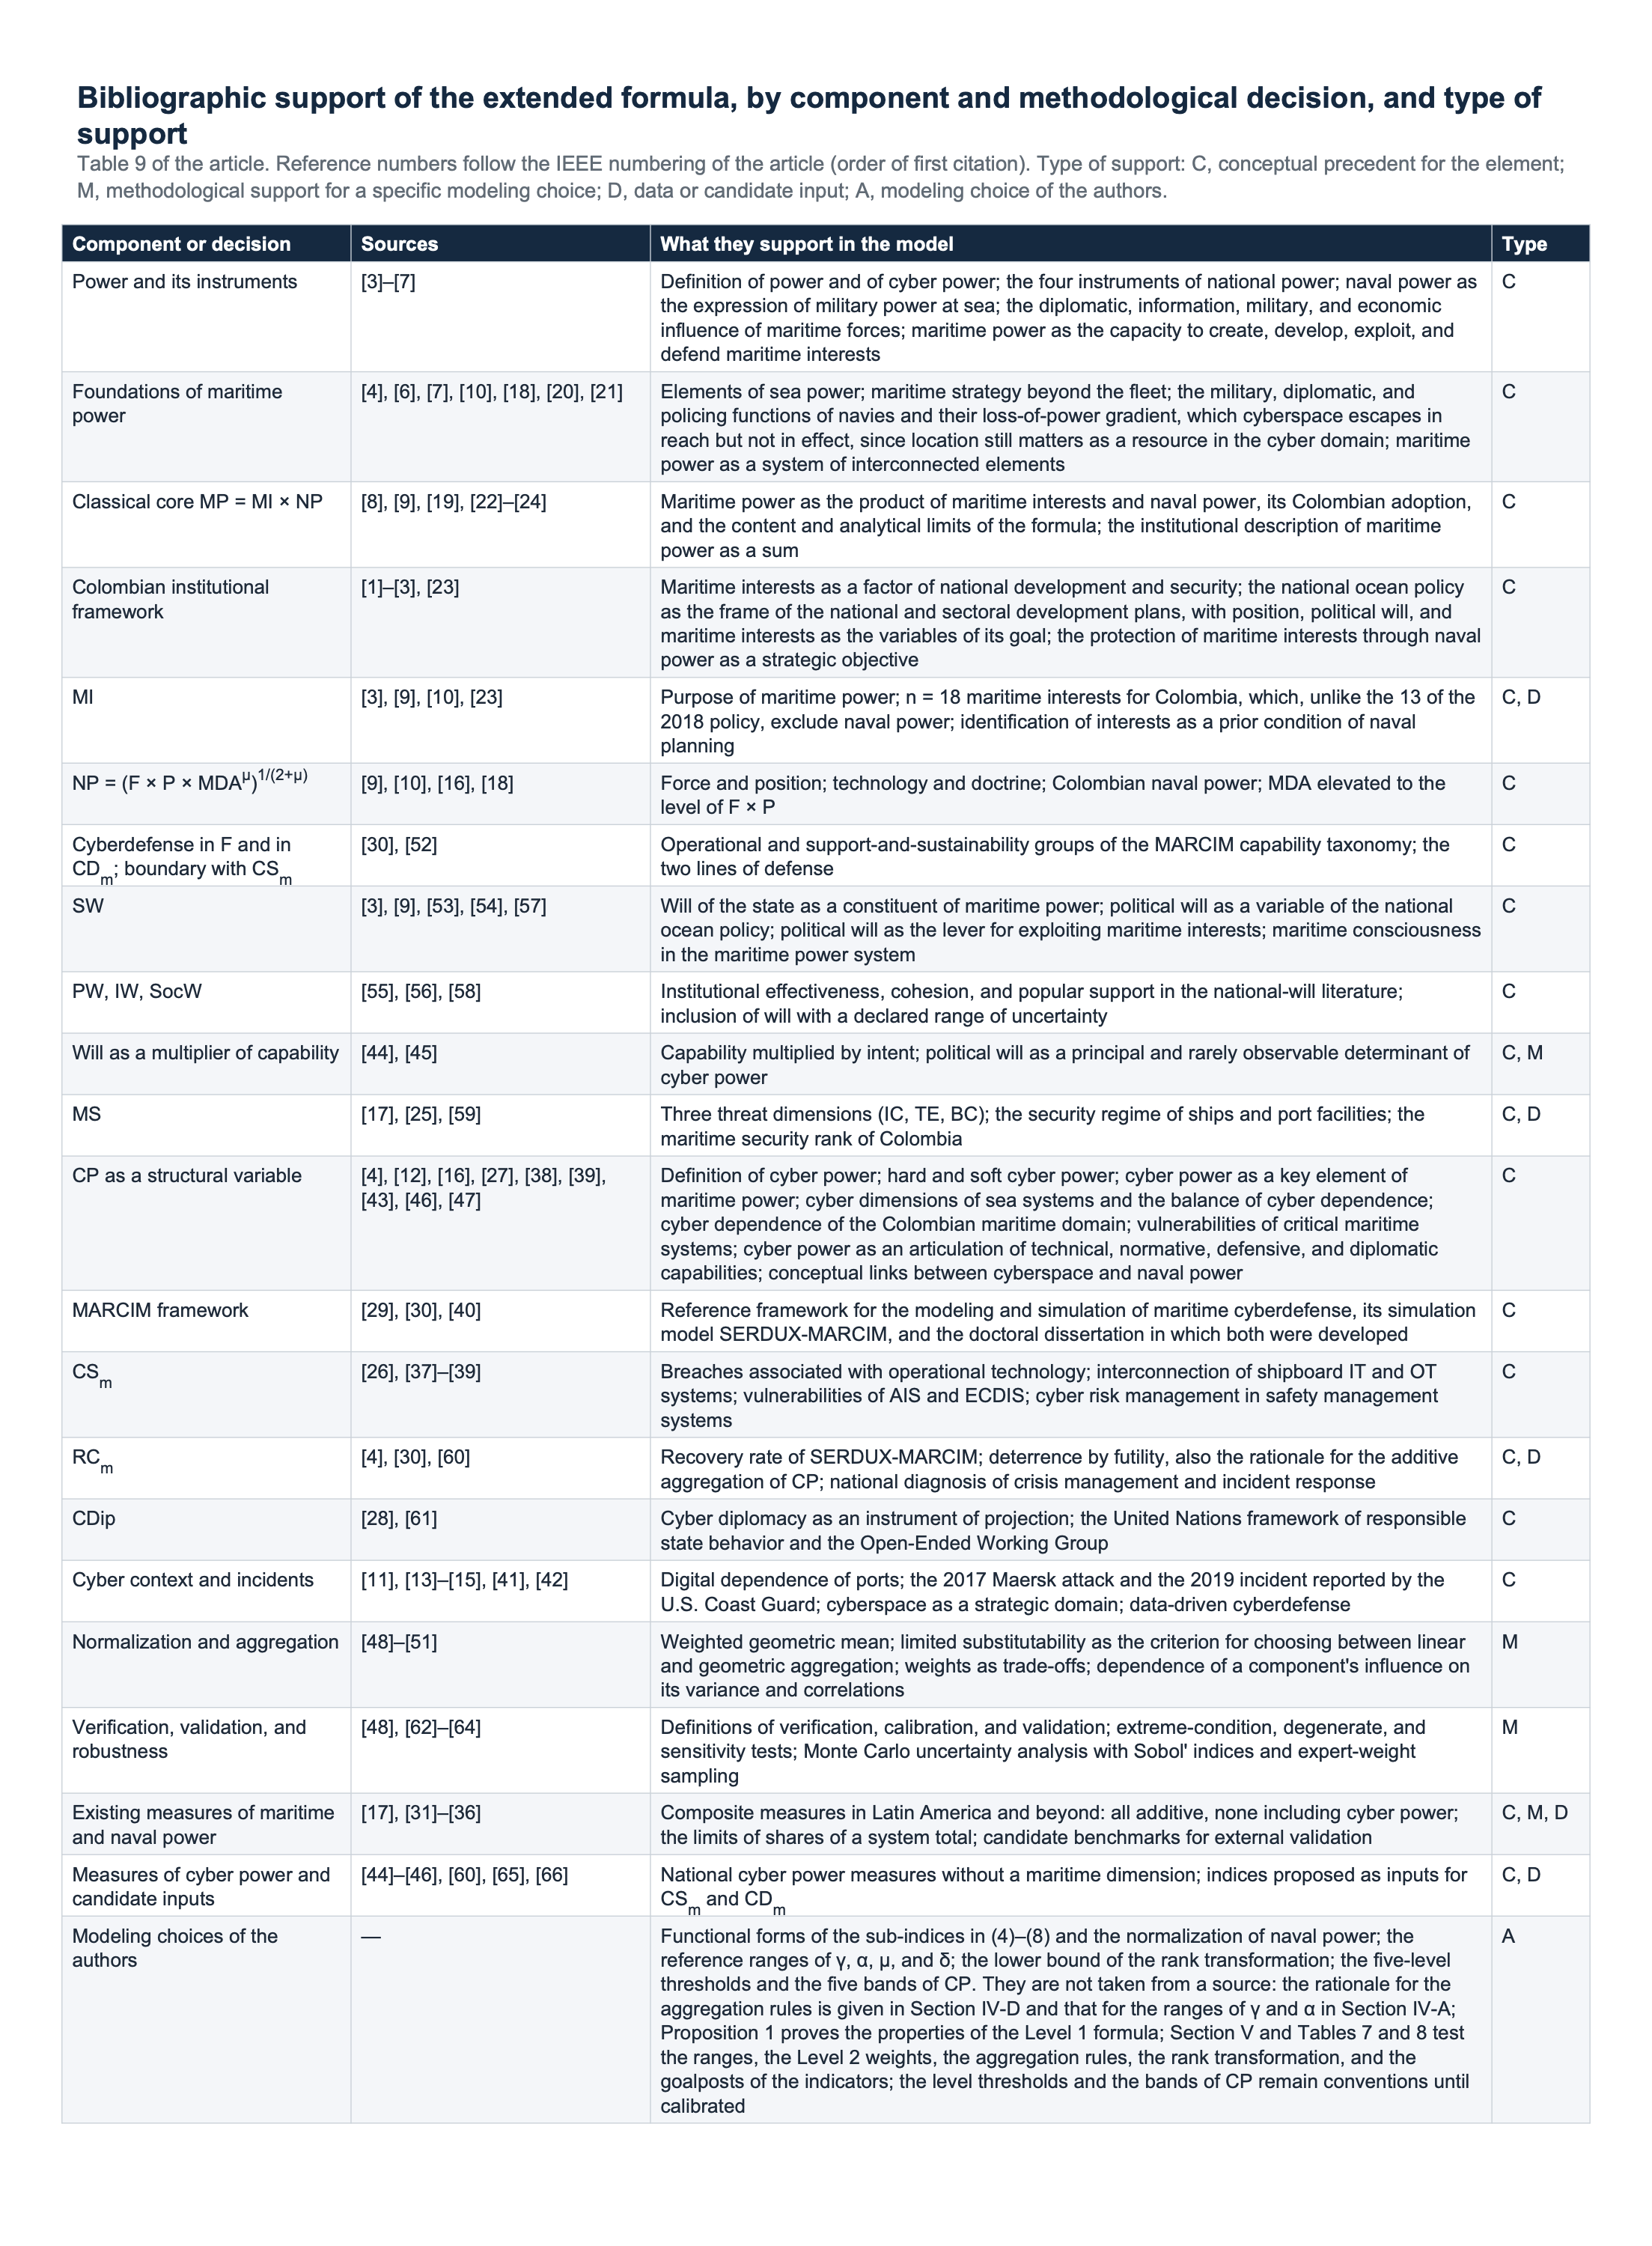 Bibliographic support of the extended formula, by component and methodological decision, and type of
support
Table 9 of the article. Reference numbers follow the IEEE numbering of the article (order of first citation). Type of support: C, conceptual precedent for the element;
M, methodological support for a specific modeling choice; D, data or candidate input; A, modeling choice of the authors.
Component or decision Sources What they support in the model Type
Power and its instruments [3]–[7] Definition of power and of cyber power; the four instruments of national power; naval power as C
the expression of military power at sea; the diplomatic, information, military, and economic
influence of maritime forces; maritime power as the capacity to create, develop, exploit, and
defend maritime interests
Foundations of maritime [4], [6], [7], [10], [18], [20], [21] Elements of sea power; maritime strategy beyond the fleet; the military, diplomatic, and C
power policing functions of navies and their loss-of-power gradient, which cyberspace escapes in
reach but not in effect, since location still matters as a resource in the cyber domain; maritime
power as a system of interconnected elements
Classical core MP = MI × NP [8], [9], [19], [22]–[24] Maritime power as the product of maritime interests and naval power, its Colombian adoption, C
and the content and analytical limits of the formula; the institutional description of maritime
power as a sum
Colombian institutional [1]–[3], [23] Maritime interests as a factor of national development and security; the national ocean policy C
framework as the frame of the national and sectoral development plans, with position, political will, and
maritime interests as the variables of its goal; the protection of maritime interests through naval
power as a strategic objective
MI [3], [9], [10], [23] Purpose of maritime power; n = 18 maritime interests for Colombia, which, unlike the 13 of the C, D
2018 policy, exclude naval power; identification of interests as a prior condition of naval
planning
NP = (F × P × MDA^μ)^1/(2+μ) [9], [10], [16], [18] Force and position; technology and doctrine; Colombian naval power; MDA elevated to the C
level of F × P
Cyberdefense in F and in [30], [52] Operational and support-and-sustainability groups of the MARCIM capability taxonomy; the C
CD_m; boundary with CS_m two lines of defense
SW [3], [9], [53], [54], [57] Will of the state as a constituent of maritime power; political will as a variable of the national C
ocean policy; political will as the lever for exploiting maritime interests; maritime consciousness
in the maritime power system
PW, IW, SocW [55], [56], [58] Institutional effectiveness, cohesion, and popular support in the national-will literature; C
inclusion of will with a declared range of uncertainty
Will as a multiplier of capability [44], [45] Capability multiplied by intent; political will as a principal and rarely observable determinant of C, M
cyber power
MS [17], [25], [59] Three threat dimensions (IC, TE, BC); the security regime of ships and port facilities; the C, D
maritime security rank of Colombia
CP as a structural variable [4], [12], [16], [27], [38], [39], Definition of cyber power; hard and soft cyber power; cyber power as a key element of C
[43], [46], [47] maritime power; cyber dimensions of sea systems and the balance of cyber dependence;
cyber dependence of the Colombian maritime domain; vulnerabilities of critical maritime
systems; cyber power as an articulation of technical, normative, defensive, and diplomatic
capabilities; conceptual links between cyberspace and naval power
MARCIM framework [29], [30], [40] Reference framework for the modeling and simulation of maritime cyberdefense, its simulation C
model SERDUX-MARCIM, and the doctoral dissertation in which both were developed
CS_m [26], [37]–[39] Breaches associated with operational technology; interconnection of shipboard IT and OT C
systems; vulnerabilities of AIS and ECDIS; cyber risk management in safety management
systems
RC_m [4], [30], [60] Recovery rate of SERDUX-MARCIM; deterrence by futility, also the rationale for the additive C, D
aggregation of CP; national diagnosis of crisis management and incident response
CDip [28], [61] Cyber diplomacy as an instrument of projection; the United Nations framework of responsible C
state behavior and the Open-Ended Working Group
Cyber context and incidents [11], [13]–[15], [41], [42] Digital dependence of ports; the 2017 Maersk attack and the 2019 incident reported by the C
U.S. Coast Guard; cyberspace as a strategic domain; data-driven cyberdefense
Normalization and aggregation [48]–[51] Weighted geometric mean; limited substitutability as the criterion for choosing between linear M
and geometric aggregation; weights as trade-offs; dependence of a component's influence on
its variance and correlations
Verification, validation, and [48], [62]–[64] Definitions of verification, calibration, and validation; extreme-condition, degenerate, and M
robustness sensitivity tests; Monte Carlo uncertainty analysis with Sobol' indices and expert-weight
sampling
Existing measures of maritime [17], [31]–[36] Composite measures in Latin America and beyond: all additive, none including cyber power; C, M, D
and naval power the limits of shares of a system total; candidate benchmarks for external validation
Measures of cyber power and [44]–[46], [60], [65], [66] National cyber power measures without a maritime dimension; indices proposed as inputs for C, D
candidate inputs CS_m and CD_m
Modeling choices of the — Functional forms of the sub-indices in (4)–(8) and the normalization of naval power; the A
authors reference ranges of γ, α, μ, and δ; the lower bound of the rank transformation; the five-level
thresholds and the five bands of CP. They are not taken from a source: the rationale for the
aggregation rules is given in Section IV-D and that for the ranges of γ and α in Section IV-A;
Proposition 1 proves the properties of the Level 1 formula; Section V and Tables 7 and 8 test
the ranges, the Level 2 weights, the aggregation rules, the rank transformation, and the
goalposts of the indicators; the level thresholds and the bands of CP remain conventions until
calibrated